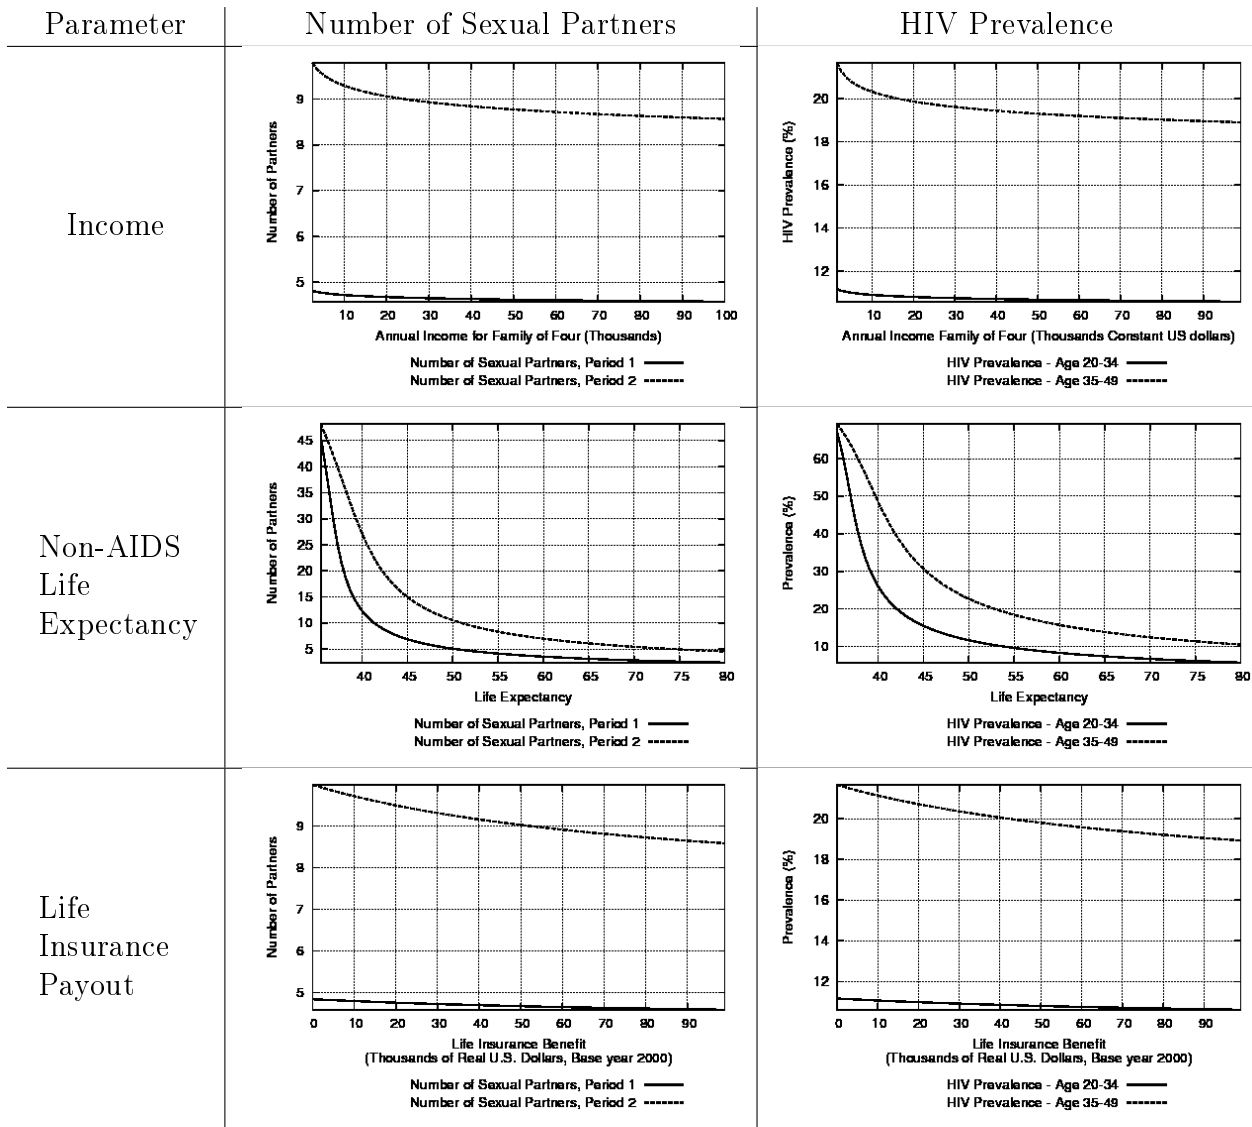 Parameter
Number of Sexual Partners
HIV Prevalence
Income
Number of Partners
9
8
7
6
5
10 20 30 40 50 60 70 80 90 100
Annual Income for Family of Four (Thousands)
Number of Sexual Partners, Period 1
Number of Sexual Partners, Period 2
HIV Prevalence (%)
20
18
16
14
12
10 20 30 40 50 60 70 80 90
Annual Income Family of Four (Thousands Constant US dollars)
HIV Prevalence - Age 20-34
HIV Prevalence - Age 35-49
Non-AIDS
Life
Expectancy
Number of Partners
45
40
35
30
25
20
15
10
5
40 45 50 55 60 65 70 75 80
Life Expectancy
Number of Sexual Partners, Period 1
Number of Sexual Partners, Period 2
Prevalence (%)
60
50
40
30
20
10
40 45 50 55 60 65 70 75 80
Life Expectancy
HIV Prevalence - Age 20-34
HIV Prevalence - Age 35-49
Life
Insurance
Payout
Number of Partners
9
8
7
6
5
0 10 20 30 40 50 60 70 80 90
Life Insurance Benefit
(Thousands of Real U.S. Dollars, Base year 2000)
Number of Sexual Partners, Period 1
Number of Sexual Partners, Period 2
Prevalence (%)
20
18
16
14
12
0 10 20 30 40 50 60 70 80 90
Life Insurance Benefit
(Thousands of Real U.S. Dollars, Base year 2000)
HIV Prevalence - Age 20-34
HIV Prevalence - Age 35-49